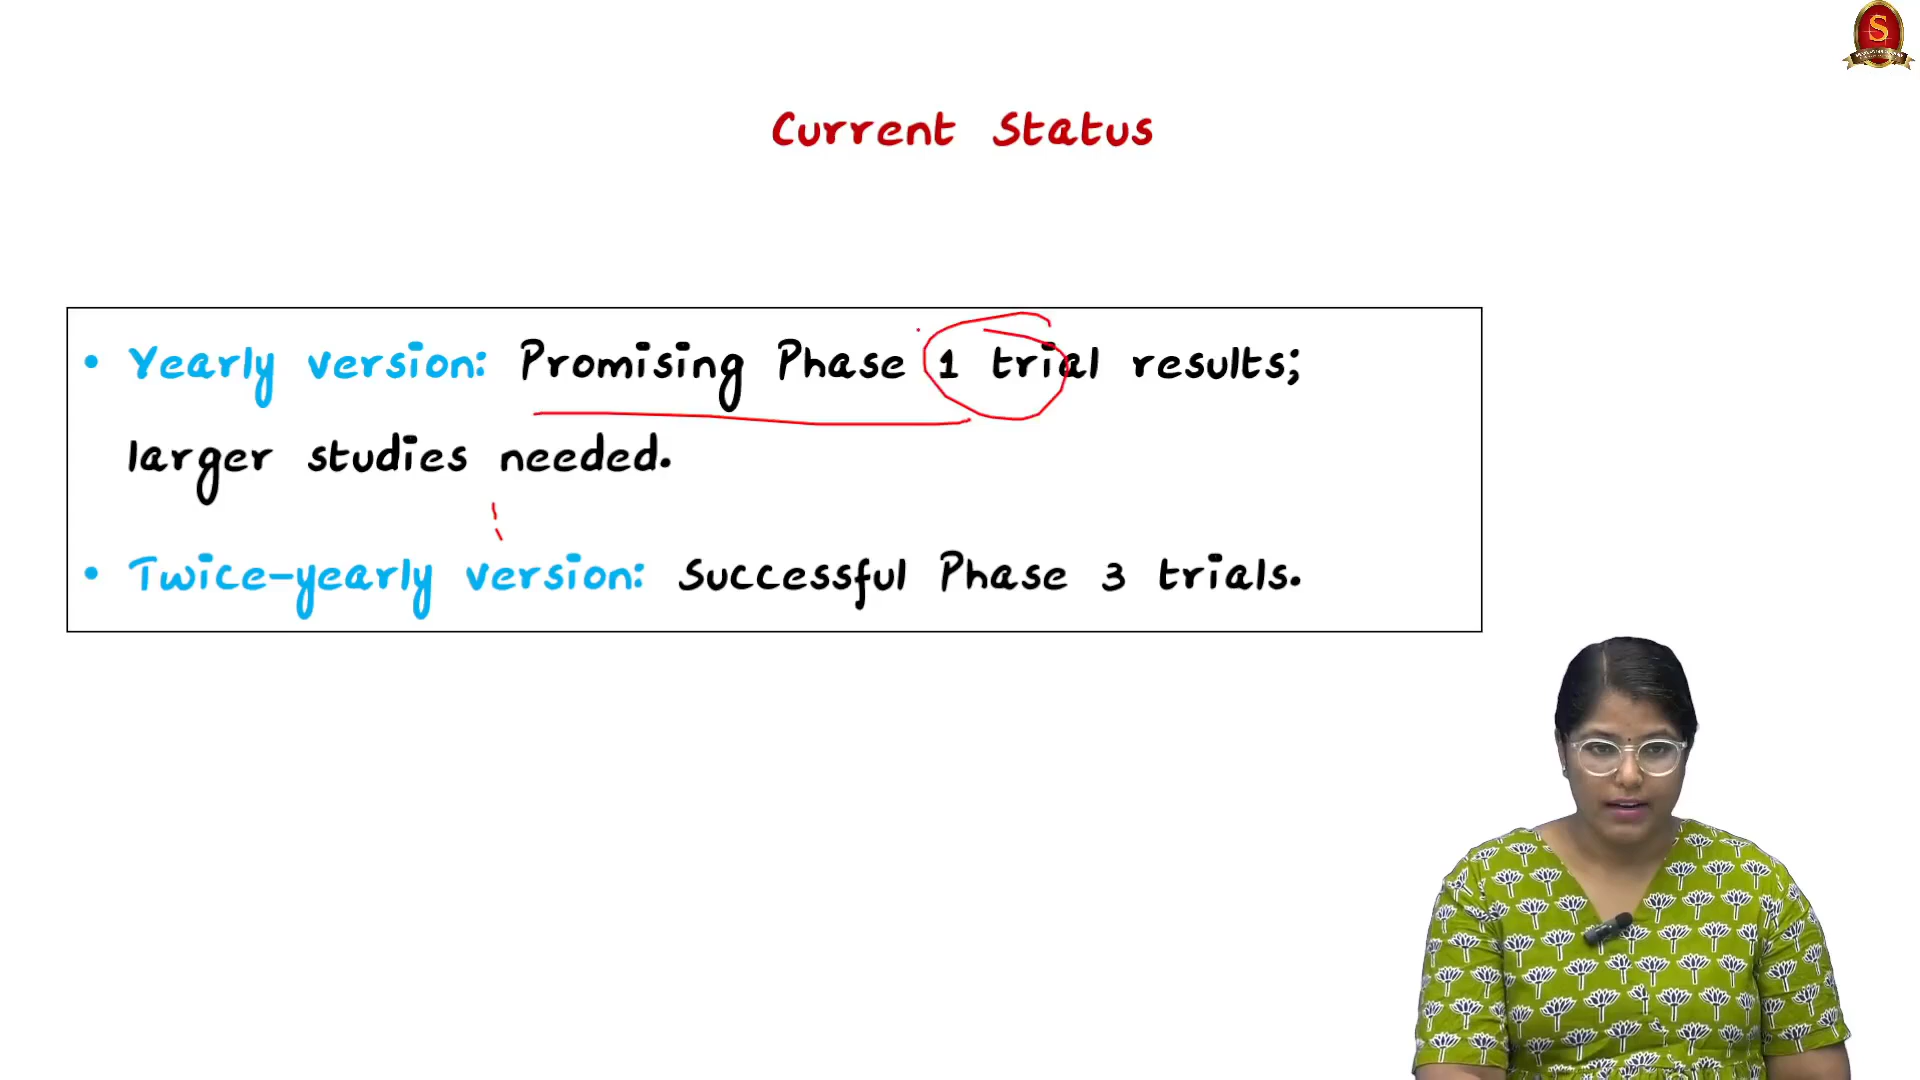 S
Current Status
• Yearly version: Promising Phase 1 trial results;
larger studies needed.
• Twice-yearly version: Successful Phase 3 trials.